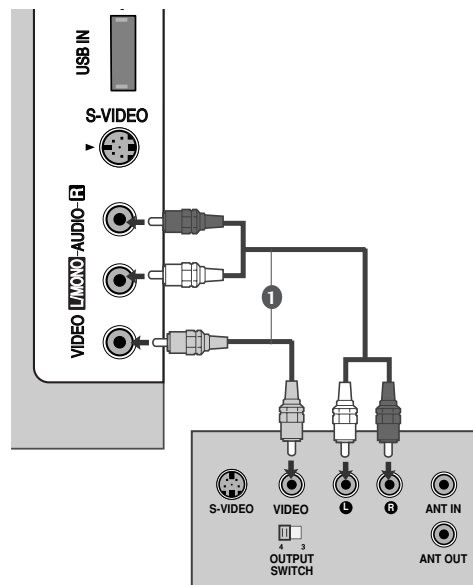 USB IN
S-VIDEO
VIDEO L/MONO-AUDIO-R
1
S-VIDEO
VIDEO
L
R
ANT IN
4 3
OUTPUT
SWITCH
ANT OUT